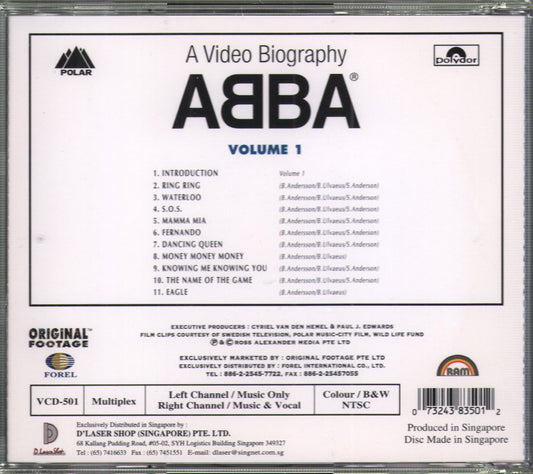 POLAR
A Video Biography
Polydor
ABBA®
VOLUME 1
1. INTRODUCTION Volume 1
2. RING RING (B.Andersson/B.Ulvaeus/S.Anderson)
3. WATERLOO (B.Andersson/B.Ulvaeus/S.Anderson)
4. S.O.S. (B.Andersson/B.Ulvaeus/S.Anderson)
5. MAMMA MIA (B.Andersson/B.Ulvaeus/S.Anderson)
6. FERNANDO (B.Andersson/B.Ulvaeus/S.Anderson)
7. DANCING QUEEN (B.Andersson/B.Ulvaeus/S.Anderson)
8. MONEY MONEY MONEY (B.Andersson/B.Ulvaeus)
9. KNOWING ME KNOWING YOU (B.Andersson/B.Ulvaeus/S.Anderson)
10. THE NAME OF THE GAME (B.Andersson/B.Ulvaeus/S.Anderson)
11. EAGLE (B.Andersson/B.Ulvaeus)
ORIGINAL™
FOOTAGE
FOREL
EXECUTIVE PRODUCERS : CYRIEL VAN DEN HEMEL & PAUL J. EDWARDS
FILM CLIPS COURTESY OF SWEDISH TELEVISION, POLAR MUSIC-CITY FILM, WILD LIFE FUND
℗ & © ROSS ALEXANDER MEDIA PTE LTD
EXCLUSIVELY MARKETED BY : ORIGINAL FOOTAGE PTE LTD
EXCLUSIVELY DISTRIBUTED BY : FOREL INTERNATIONAL CO., LTD.
TEL : 886-2-2545-7722, FAX : 886-2-25457055
RAM
VCD-501 Multiplex Left Channel / Music Only Colour / B&W
Right Channel / Music & Vocal NTSC
0 73243 83501 2
D'Laser Shop
Exclusively Distributed in Singapore by :
D'LASER SHOP (SINGAPORE) PTE. LTD.
68 Kallang Pudding Road, #05-02, SYH Logistics Building Singapore 349327
Tel : (65) 7416633 Fax : (65) 7451551 E-mail : dlaser@singnet.com.sg
Produced in Singapore
Disc Made in Singapore